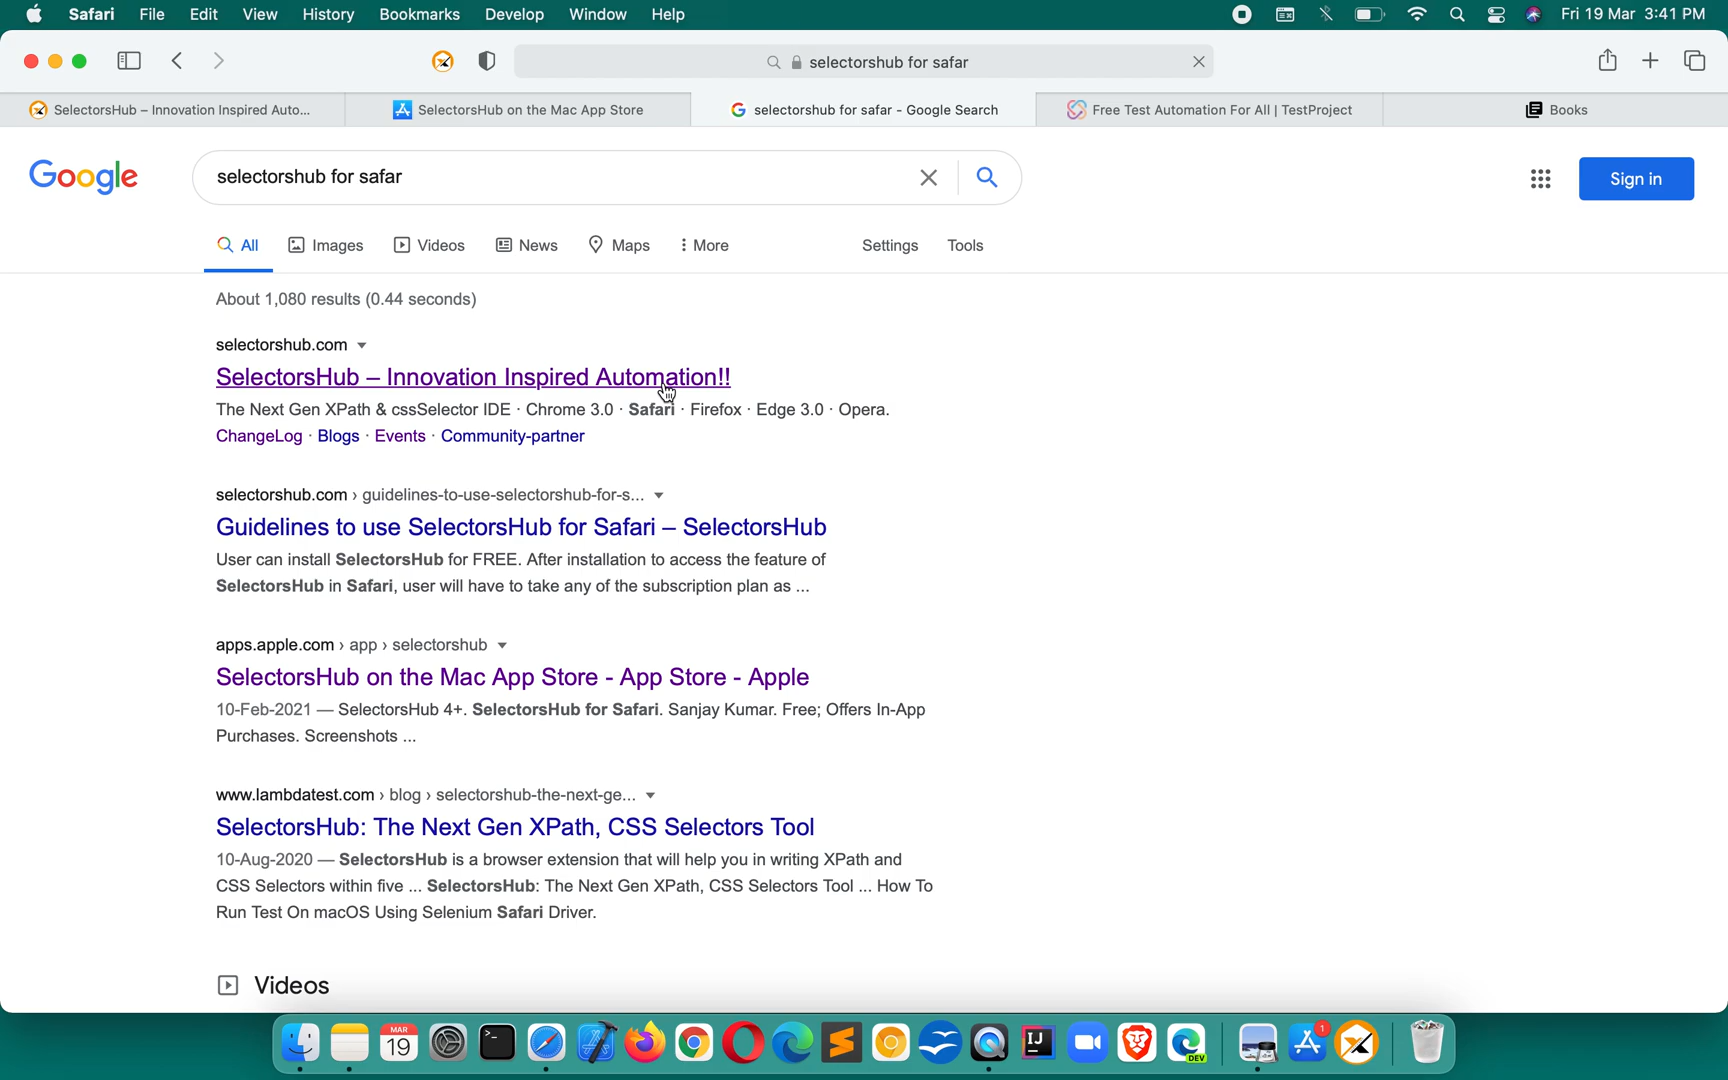 Safari File Edit View History Bookmarks Develop Window Help Fri 19 Mar 3:41 PM
selectorshub for safar
SelectorsHub – Innovation Inspired Auto... SelectorsHub on the Mac App Store selectorshub for safar - Google Search Free Test Automation For All | TestProject Books
Google selectorshub for safar Sign in
All Images Videos News Maps More Settings Tools
About 1,080 results (0.44 seconds)
selectorshub.com
SelectorsHub – Innovation Inspired Automation!!
The Next Gen XPath & cssSelector IDE · Chrome 3.0 · Safari · Firefox · Edge 3.0 · Opera.
ChangeLog · Blogs · Events · Community-partner
selectorshub.com › guidelines-to-use-selectorshub-for-s...
Guidelines to use SelectorsHub for Safari – SelectorsHub
User can install SelectorsHub for FREE. After installation to access the feature of
SelectorsHub in Safari, user will have to take any of the subscription plan as ...
apps.apple.com › app › selectorshub
SelectorsHub on the Mac App Store - App Store - Apple
10-Feb-2021 — SelectorsHub 4+. SelectorsHub for Safari. Sanjay Kumar. Free; Offers In-App
Purchases. Screenshots ...
www.lambdatest.com › blog › selectorshub-the-next-ge...
SelectorsHub: The Next Gen XPath, CSS Selectors Tool
10-Aug-2020 — SelectorsHub is a browser extension that will help you in writing XPath and
CSS Selectors within five ... SelectorsHub: The Next Gen XPath, CSS Selectors Tool ... How To
Run Test On macOS Using Selenium Safari Driver.
Videos
MAR
19
IJ
DEV
1